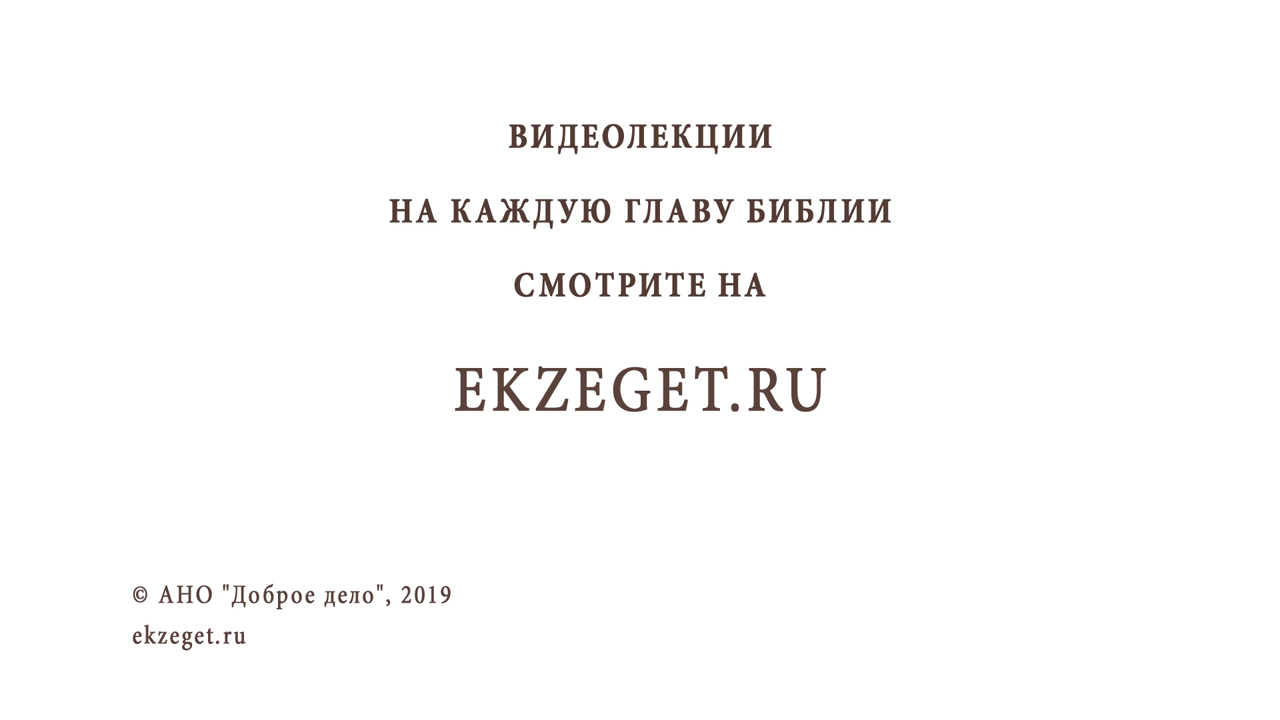 ВИДЕОЛЕКЦИИ
НА КАЖДУЮ ГЛАВУ БИБЛИИ
СМОТРИТЕ НА
EKZEGET.RU
© АНО "Доброе дело", 2019
ekzeget.ru